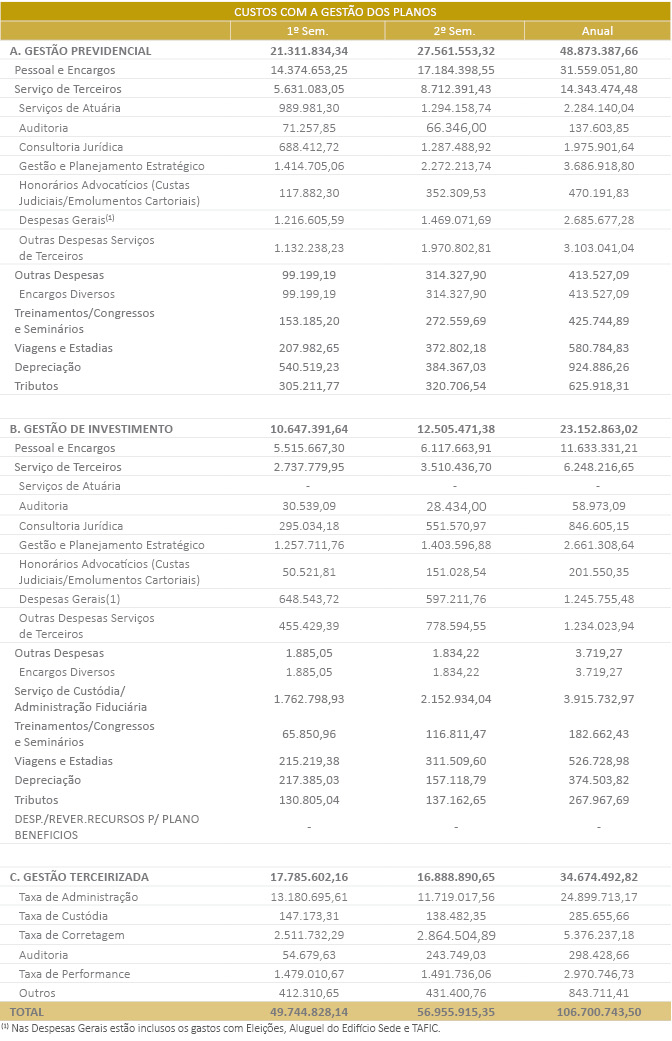 CUSTOS COM A GESTÃO DOS PLANOS
1º Sem. 2º Sem. Anual
A. GESTÃO PREVIDENCIAL 21.311.834,34 27.561.553,32 48.873.387,66
Pessoal e Encargos 14.374.653,25 17.184.398,55 31.559.051,80
Serviço de Terceiros 5.631.083,05 8.712.391,43 14.343.474,48
Serviços de Atuária 989.981,30 1.294.158,74 2.284.140,04
Auditoria 71.257,85 66.346,00 137.603,85
Consultoria Jurídica 688.412,72 1.287.488,92 1.975.901,64
Gestão e Planejamento Estratégico 1.414.705,06 2.272.213,74 3.686.918,80
Honorários Advocatícios (Custas
Judiciais/Emolumentos Cartoriais) 117.882,30 352.309,53 470.191,83
Despesas Gerais(1) 1.216.605,59 1.469.071,69 2.685.677,28
Outras Despesas Serviços
de Terceiros 1.132.238,23 1.970.802,81 3.103.041,04
Outras Despesas 99.199,19 314.327,90 413.527,09
Encargos Diversos 99.199,19 314.327,90 413.527,09
Treinamentos/Congressos
e Seminários 153.185,20 272.559,69 425.744,89
Viagens e Estadias 207.982,65 372.802,18 580.784,83
Depreciação 540.519,23 384.367,03 924.886,26
Tributos 305.211,77 320.706,54 625.918,31
B. GESTÃO DE INVESTIMENTO 10.647.391,64 12.505.471,38 23.152.863,02
Pessoal e Encargos 5.515.667,30 6.117.663,91 11.633.331,21
Serviço de Terceiros 2.737.779,95 3.510.436,70 6.248.216,65
Serviços de Atuária - - -
Auditoria 30.539,09 28.434,00 58.973,09
Consultoria Jurídica 295.034,18 551.570,97 846.605,15
Gestão e Planejamento Estratégico 1.257.711,76 1.403.596,88 2.661.308,64
Honorários Advocatícios (Custas
Judiciais/Emolumentos Cartoriais) 50.521,81 151.028,54 201.550,35
Despesas Gerais(1) 648.543,72 597.211,76 1.245.755,48
Outras Despesas Serviços
de Terceiros 455.429,39 778.594,55 1.234.023,94
Outras Despesas 1.885,05 1.834,22 3.719,27
Encargos Diversos 1.885,05 1.834,22 3.719,27
Serviço de Custódia/
Administração Fiduciária 1.762.798,93 2.152.934,04 3.915.732,97
Treinamentos/Congressos
e Seminários 65.850,96 116.811,47 182.662,43
Viagens e Estadias 215.219,38 311.509,60 526.728,98
Depreciação 217.385,03 157.118,79 374.503,82
Tributos 130.805,04 137.162,65 267.967,69
DESP./REVER.RECURSOS P/ PLANO
BENEFICIOS - - -
C. GESTÃO TERCEIRIZADA 17.785.602,16 16.888.890,65 34.674.492,82
Taxa de Administração 13.180.695,61 11.719.017,56 24.899.713,17
Taxa de Custódia 147.173,31 138.482,35 285.655,66
Taxa de Corretagem 2.511.732,29 2.864.504,89 5.376.237,18
Auditoria 54.679,63 243.749,03 298.428,66
Taxa de Performance 1.479.010,67 1.491.736,06 2.970.746,73
Outros 412.310,65 431.400,76 843.711,41
TOTAL 49.744.828,14 56.955.915,35 106.700.743,50
(1) Nas Despesas Gerais estão inclusos os gastos com Eleições, Aluguel do Edifício Sede e TAFIC.